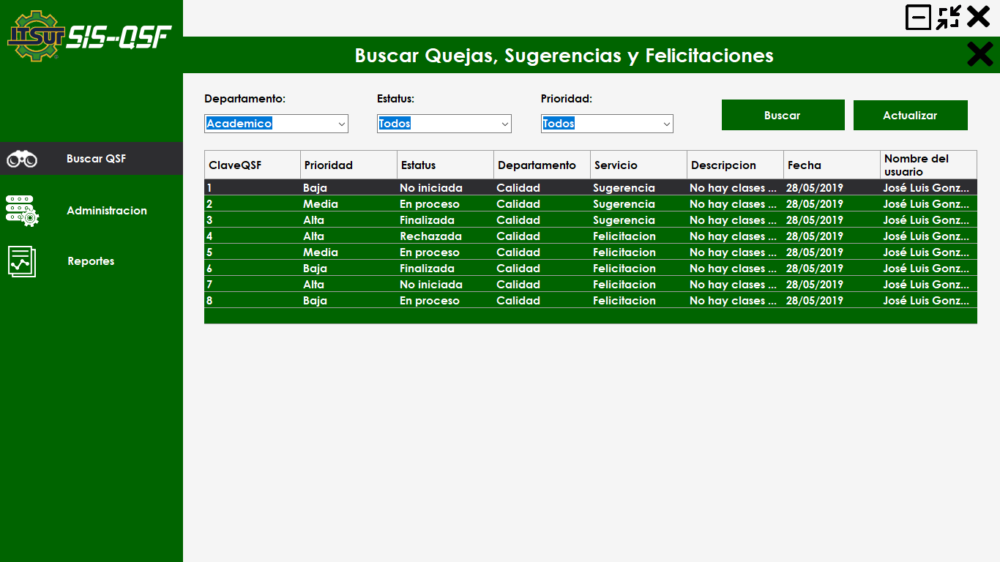 ITSur SIS-QSF
Buscar Quejas, Sugerencias y Felicitaciones
Departamento: Estatus: Prioridad:
Academico Todos Todos Buscar Actualizar
Buscar QSF
Administracion
Reportes
ClaveQSF Prioridad Estatus Departamento Servicio Descripcion Fecha Nombre del usuario
1 Baja No iniciada Calidad Sugerencia No hay clases ... 28/05/2019 José Luis Gonz...
2 Media En proceso Calidad Sugerencia No hay clases ... 28/05/2019 José Luis Gonz...
3 Alta Finalizada Calidad Sugerencia No hay clases ... 28/05/2019 José Luis Gonz...
4 Alta Rechazada Calidad Felicitacion No hay clases ... 28/05/2019 José Luis Gonz...
5 Media En proceso Calidad Felicitacion No hay clases ... 28/05/2019 José Luis Gonz...
6 Baja Finalizada Calidad Felicitacion No hay clases ... 28/05/2019 José Luis Gonz...
7 Alta No iniciada Calidad Felicitacion No hay clases ... 28/05/2019 José Luis Gonz...
8 Baja En proceso Calidad Felicitacion No hay clases ... 28/05/2019 José Luis Gonz...